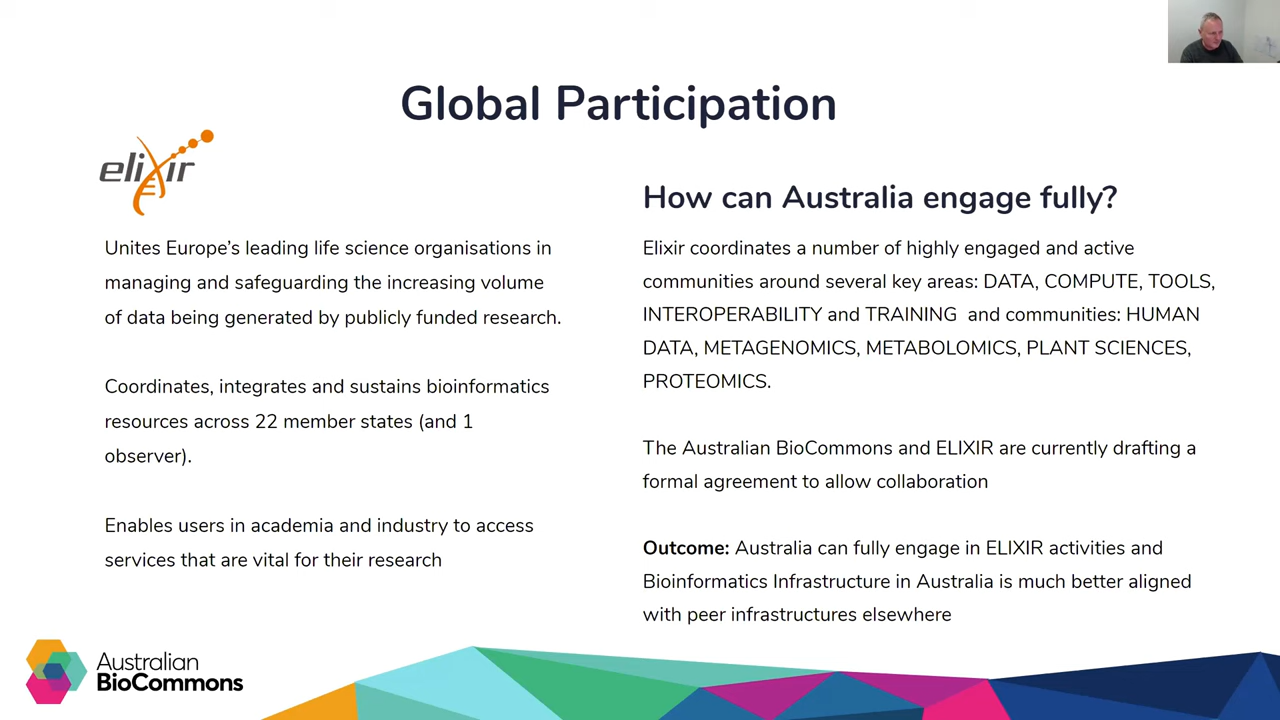 Global Participation
elixir
Unites Europe’s leading life science organisations in
managing and safeguarding the increasing volume
of data being generated by publicly funded research.
Coordinates, integrates and sustains bioinformatics
resources across 22 member states (and 1
observer).
Enables users in academia and industry to access
services that are vital for their research
How can Australia engage fully?
Elixir coordinates a number of highly engaged and active
communities around several key areas: DATA, COMPUTE, TOOLS,
INTEROPERABILITY and TRAINING  and communities: HUMAN
DATA, METAGENOMICS, METABOLOMICS, PLANT SCIENCES,
PROTEOMICS.
The Australian BioCommons and ELIXIR are currently drafting a
formal agreement to allow collaboration
Outcome: Australia can fully engage in ELIXIR activities and
Bioinformatics Infrastructure in Australia is much better aligned
with peer infrastructures elsewhere
Australian
BioCommons